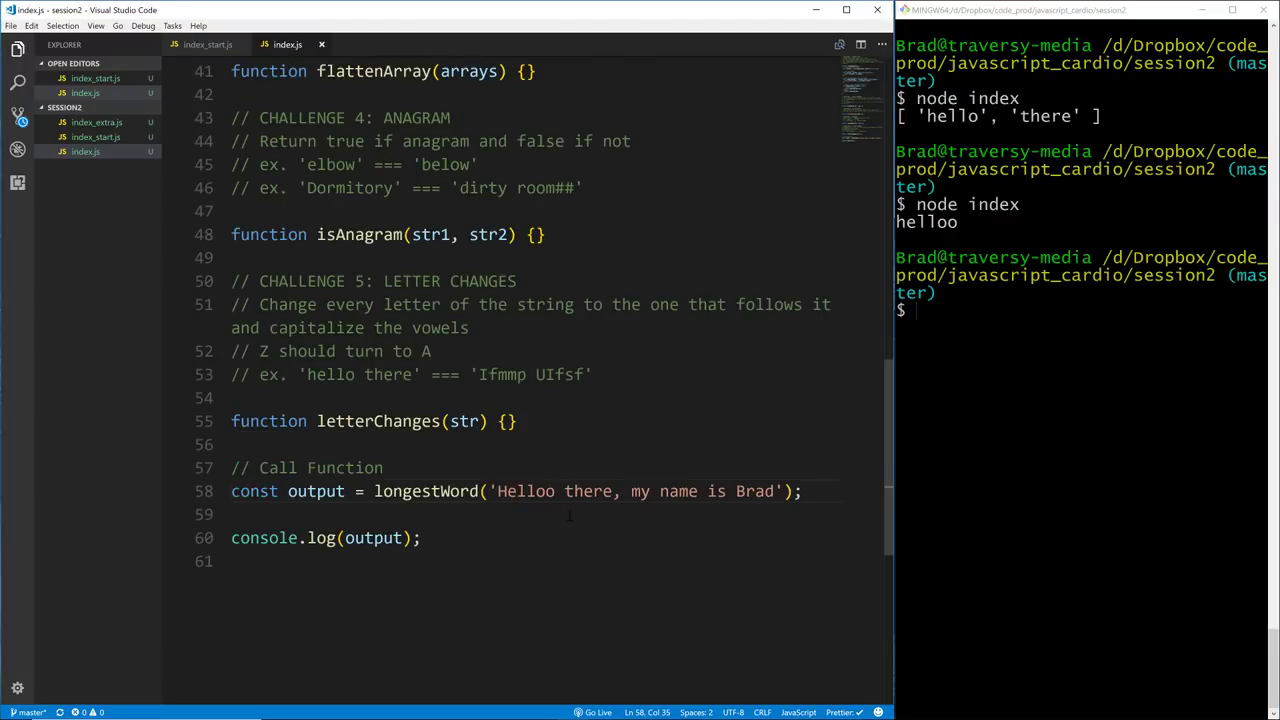 index.js - session2 - Visual Studio Code
File Edit Selection View Go Debug Tasks Help
EXPLORER
OPEN EDITORS
index_start.js U
index.js U
SESSION2
index_extra.js U
index_start.js U
index.js U
index_start.js index.js ×
41 function flattenArray(arrays) {}
42
43 // CHALLENGE 4: ANAGRAM
44 // Return true if anagram and false if not
45 // ex. 'elbow' === 'below'
46 // ex. 'Dormitory' === 'dirty room##'
47
48 function isAnagram(str1, str2) {}
49
50 // CHALLENGE 5: LETTER CHANGES
51 // Change every letter of the string to the one that follows it
and capitalize the vowels
52 // Z should turn to A
53 // ex. 'hello there' === 'Ifmmp UIfsf'
54
55 function letterChanges(str) {}
56
57 // Call Function
58 const output = longestWord('Helloo there, my name is Brad');
59
60 console.log(output);
61
master* 0 0
Go Live Ln 58, Col 35 Spaces: 2 UTF-8 CRLF JavaScript Prettier: ✓
MINGW64:/d/Dropbox/code_prod/javascript_cardio/session2
Brad@traversy-media /d/Dropbox/code_
prod/javascript_cardio/session2 (mas
ter)
$ node index
[ 'hello', 'there' ]
Brad@traversy-media /d/Dropbox/code_
prod/javascript_cardio/session2 (mas
ter)
$ node index
helloo
Brad@traversy-media /d/Dropbox/code_
prod/javascript_cardio/session2 (mas
ter)
$